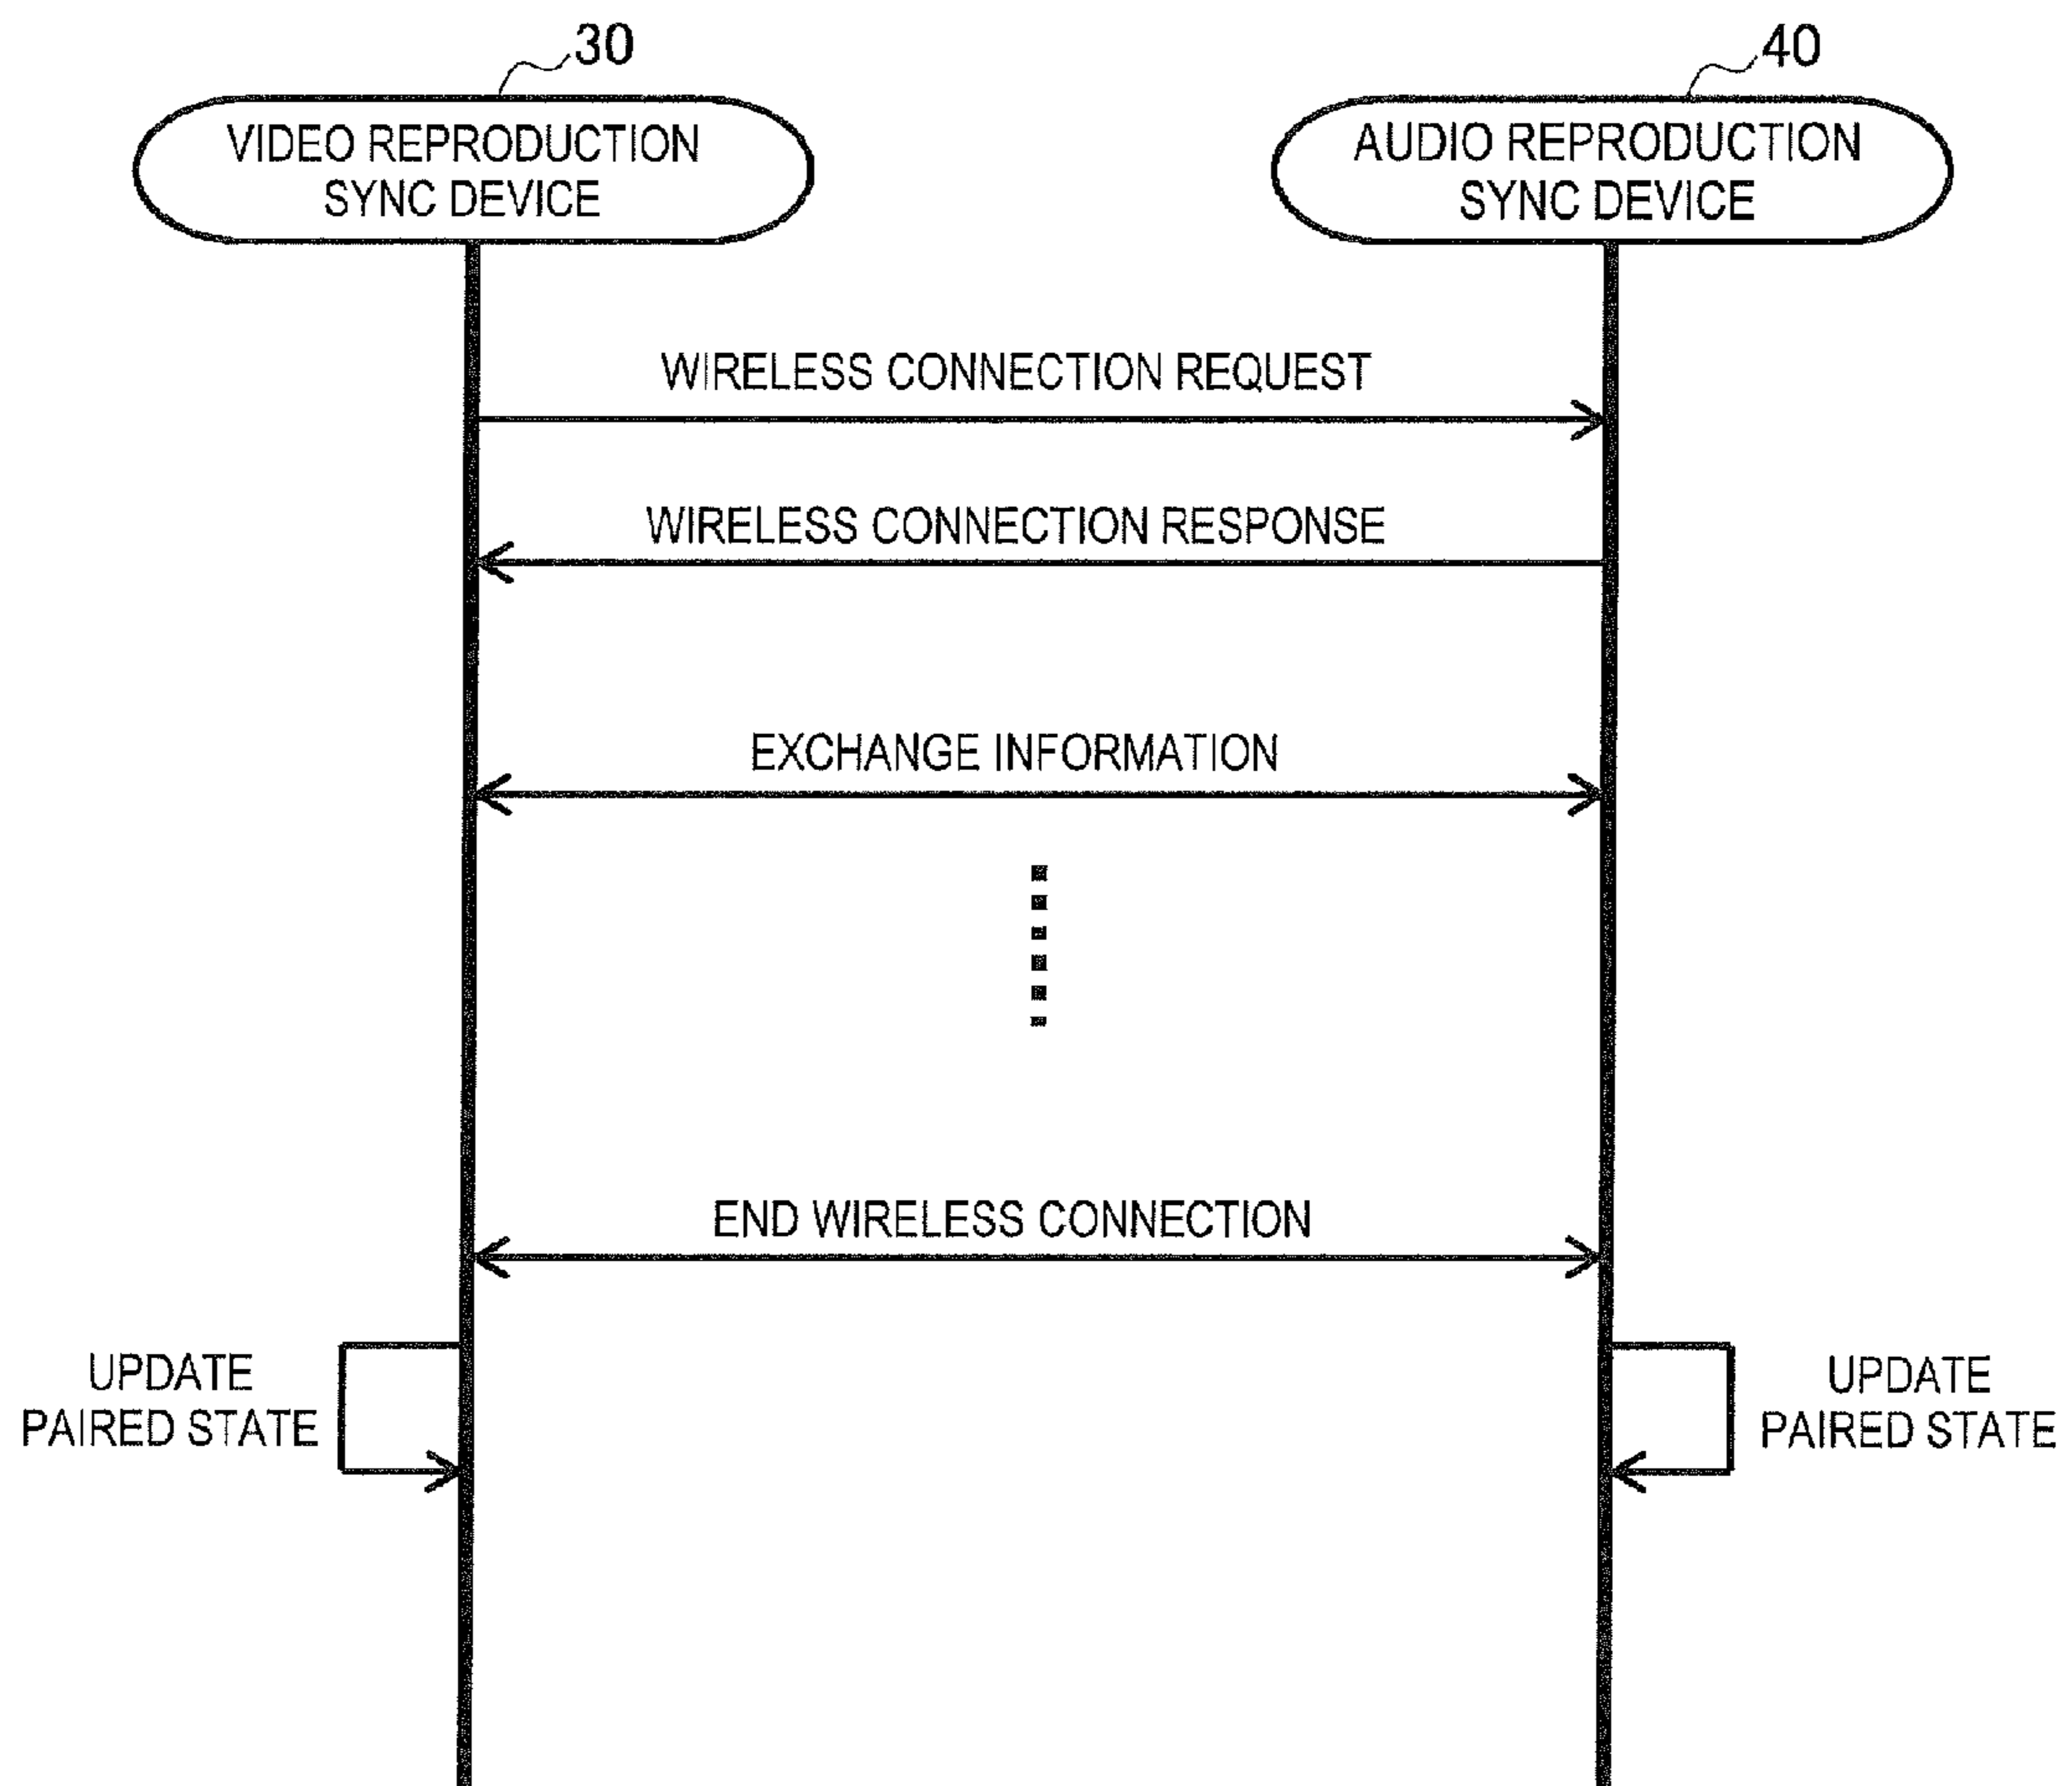 30
40
VIDEO REPRODUCTION
SYNC DEVICE
AUDIO REPRODUCTION
SYNC DEVICE
WIRELESS CONNECTION REQUEST
WIRELESS CONNECTION RESPONSE
EXCHANGE INFORMATION
END WIRELESS CONNECTION
UPDATE
PAIRED STATE
UPDATE
PAIRED STATE